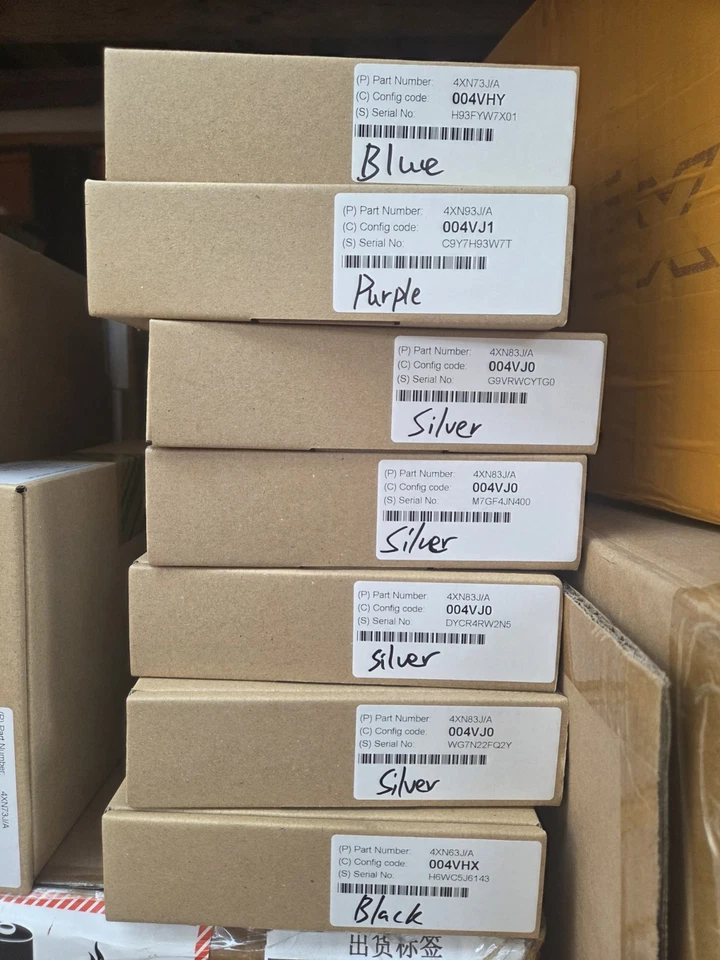 (P) Part Number: 4XN73J/A
(C) Config code: 004VHY
(S) Serial No: H93FYW7X01
Blue
(P) Part Number: 4XN93J/A
(C) Config code: 004VJ1
(S) Serial No: C9Y7H93W7T
Purple
(P) Part Number: 4XN83J/A
(C) Config code: 004VJ0
(S) Serial No: G9VRWCYTG0
Silver
(P) Part Number: 4XN83J/A
(C) Config code: 004VJ0
(S) Serial No: M7GF4JN400
Silver
(P) Part Number: 4XN83J/A
(C) Config code: 004VJ0
(S) Serial No: DYCR4RW2N5
Silver
(P) Part Number: 4XN83J/A
(C) Config code: 004VJ0
(S) Serial No: WG7N22FQ2Y
Silver
(P) Part Number: 4XN63J/A
(C) Config code: 004VHX
(S) Serial No: H6WC5J6143
Black
(P) Part Number: 4XN73J/A
出货标签